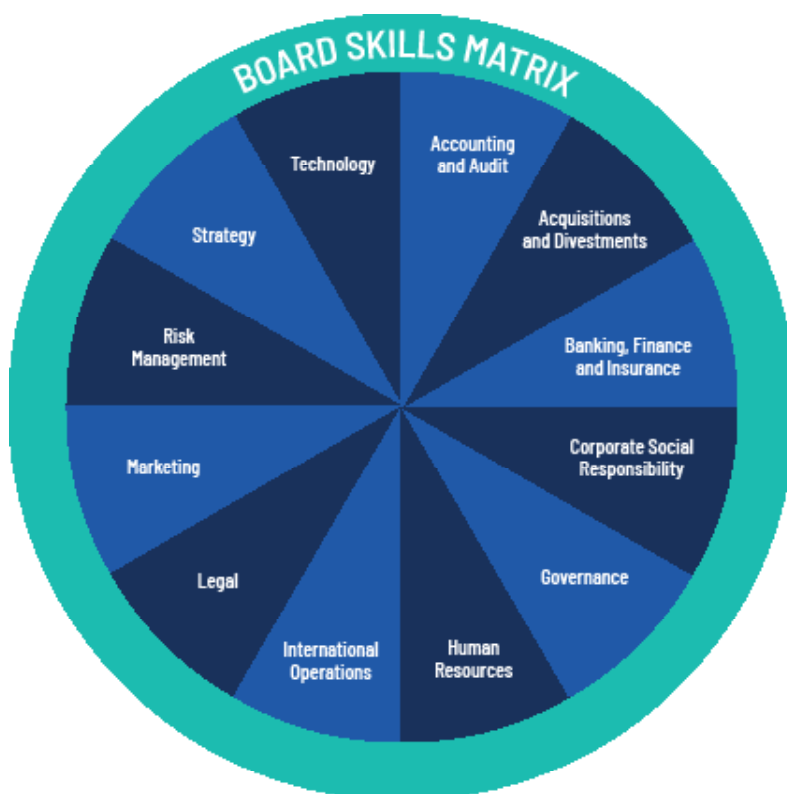 BOARD SKILLS MATRIX
Accounting
and Audit
Acquisitions
and Divestments
Banking, Finance
and Insurance
Corporate Social
Responsibility
Governance
Human
Resources
International
Operations
Legal
Marketing
Risk
Management
Strategy
Technology